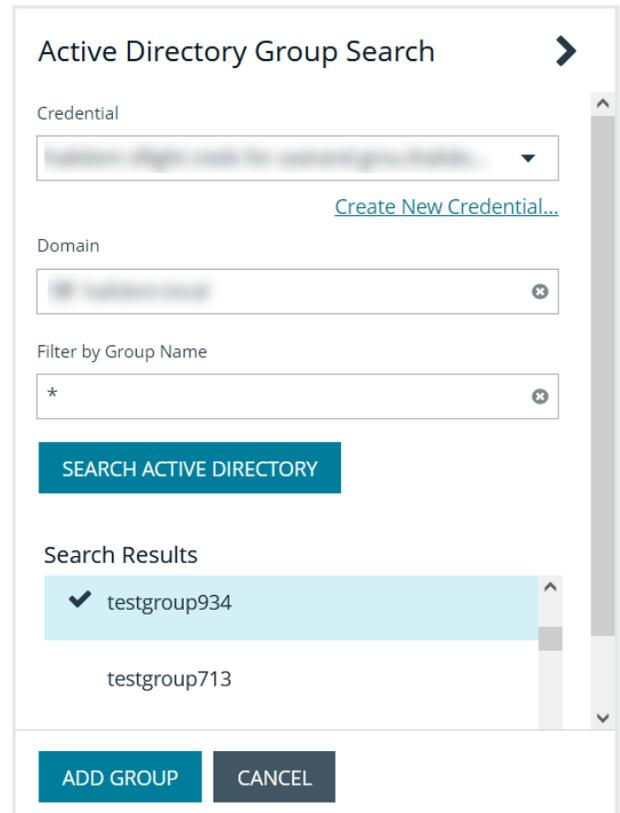 Active Directory Group Search
Credential
Create New Credential...
Domain
Filter by Group Name
*
SEARCH ACTIVE DIRECTORY
Search Results
testgroup934
testgroup713
ADD GROUP CANCEL